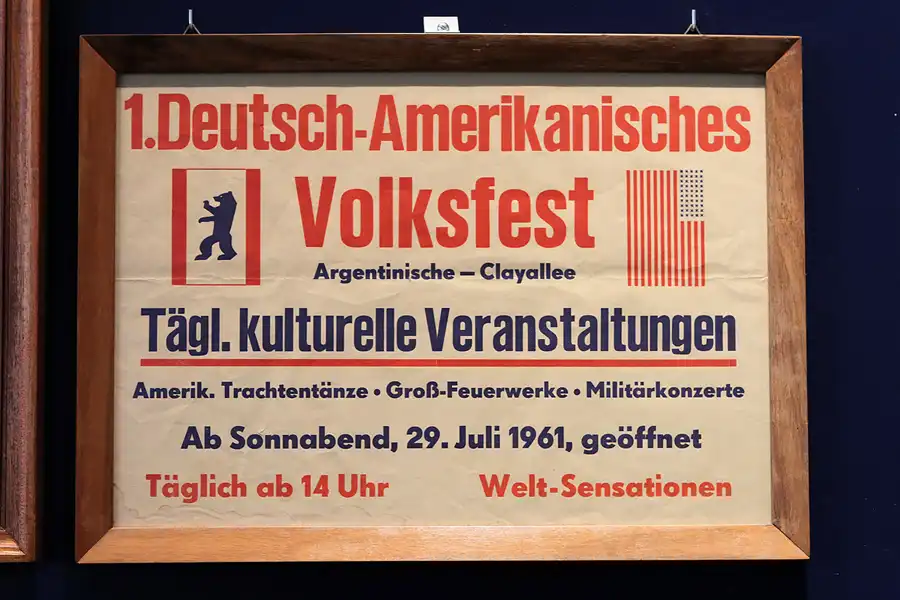 1.Deutsch-Amerikanisches
Volksfest
Argentinische – Clayallee
Tägl. kulturelle Veranstaltungen
Amerik. Trachtentänze • Groß-Feuerwerke • Militärkonzerte
Ab Sonnabend, 29. Juli 1961, geöffnet
Täglich ab 14 Uhr Welt-Sensationen